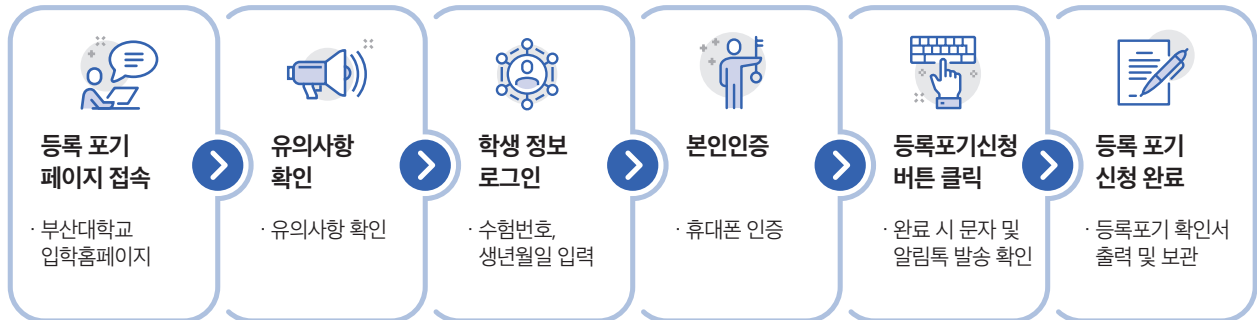 등록 포기
페이지 접속
· 부산대학교
입학홈페이지
유의사항
확인
· 유의사항 확인
학생 정보
로그인
· 수험번호,
생년월일 입력
본인인증
· 휴대폰 인증
등록포기신청
버튼 클릭
· 완료 시 문자 및
알림톡 발송 확인
등록 포기
신청 완료
· 등록포기 확인서
출력 및 보관